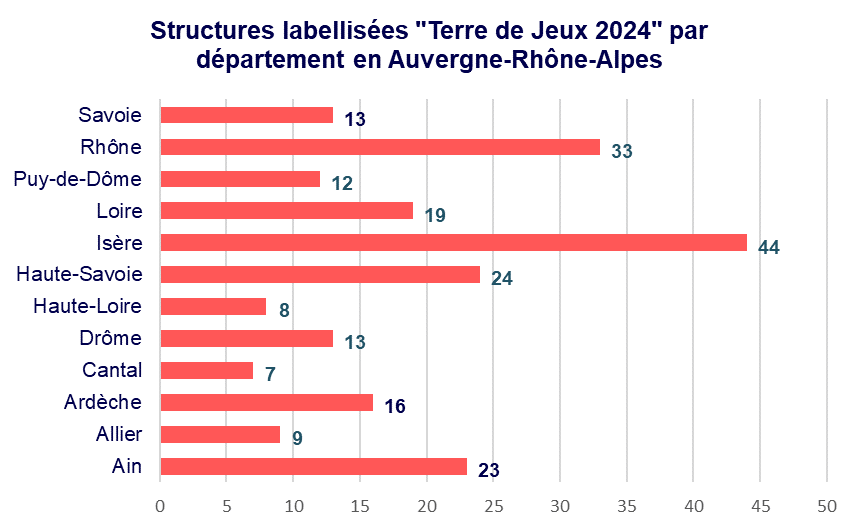 Structures labellisées "Terre de Jeux 2024" par
département en Auvergne-Rhône-Alpes
Savoie 13
Rhône 33
Puy-de-Dôme 12
Loire 19
Isère 44
Haute-Savoie 24
Haute-Loire 8
Drôme 13
Cantal 7
Ardèche 16
Allier 9
Ain 23
0 5 10 15 20 25 30 35 40 45 50